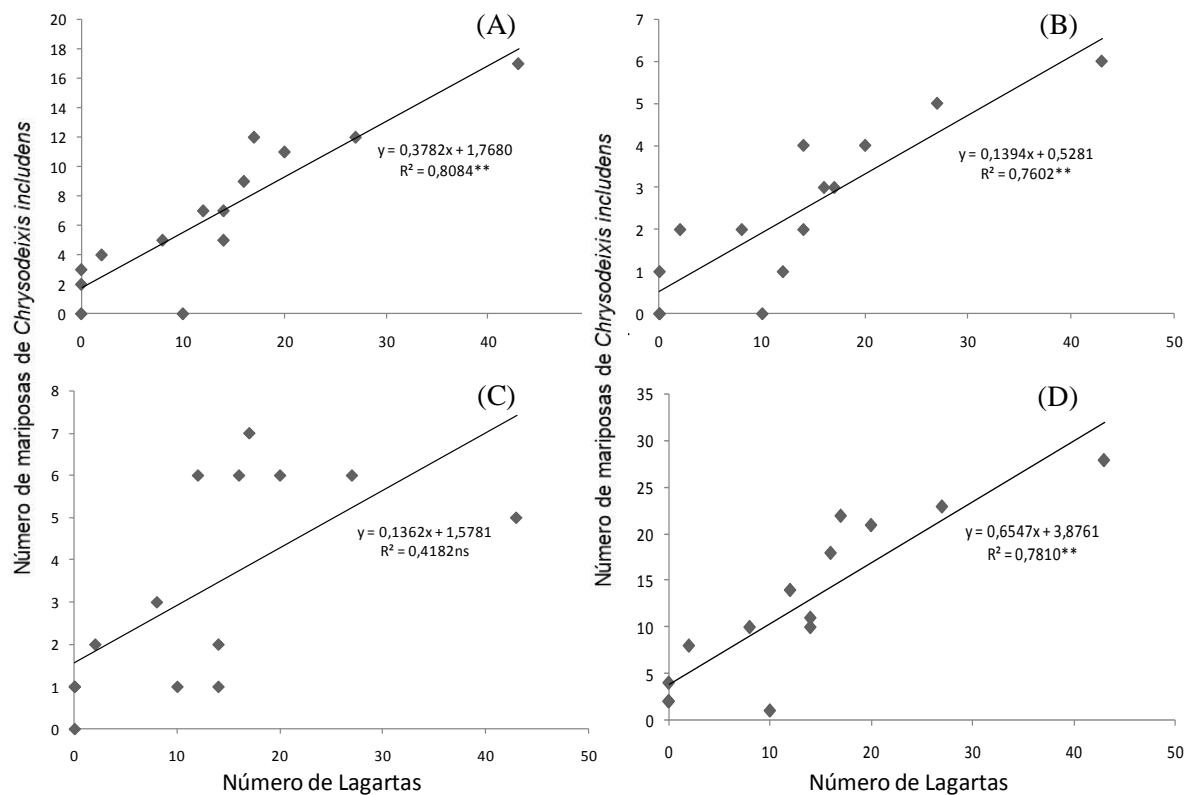 Número de mariposas de Chrysodeixis includens
20
18
16
14
12
10
8
6
4
2
0
(A)
y = 0,3782x + 1,7680
R² = 0,8084**
0 10 20 30 40
Número de mariposas de Chrysodeixis includens
7
6
5
4
3
2
1
0
(B)
y = 0,1394x + 0,5281
R² = 0,7602**
0 10 20 30 40 50
8
7
6
5
4
3
2
1
0
(C)
y = 0,1362x + 1,5781
R² = 0,4182ns
0 10 20 30 40 50
Número de Lagartas
35
30
25
20
15
10
5
0
(D)
y = 0,6547x + 3,8761
R² = 0,7810**
0 10 20 30 40 50
Número de Lagartas